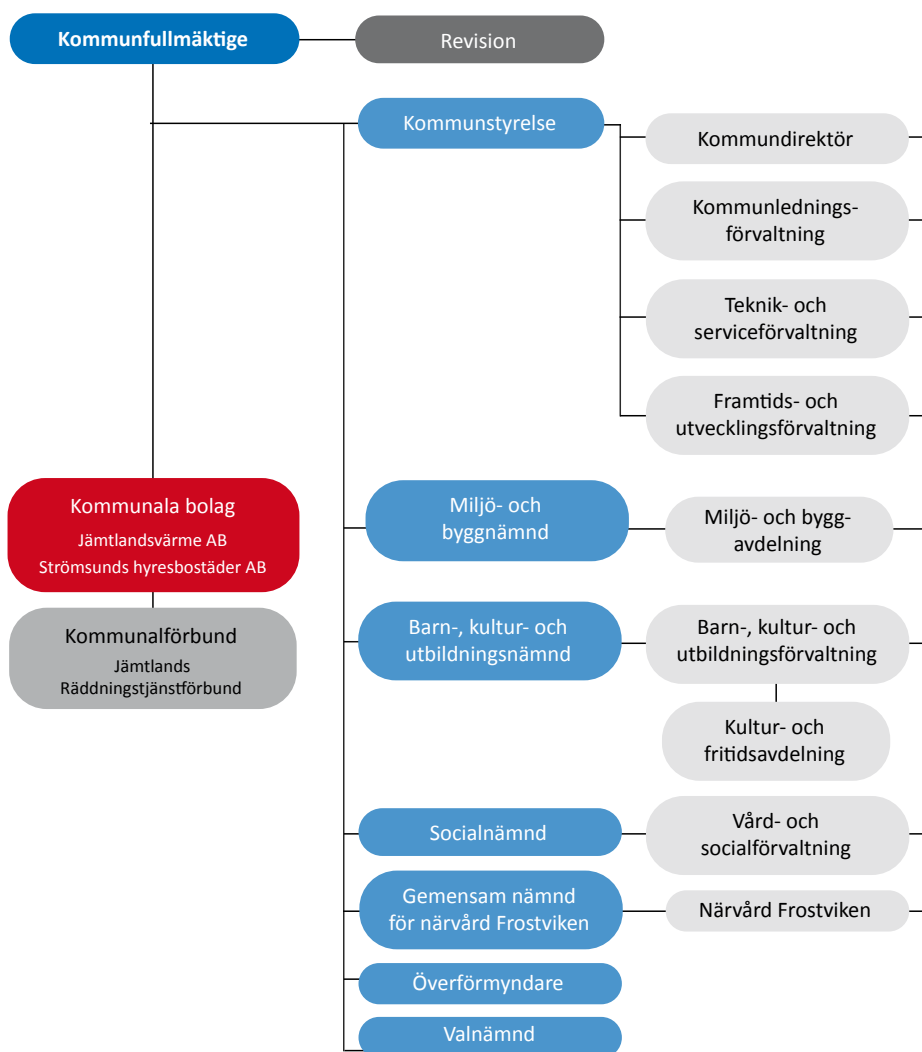 Kommunfullmäktige
Revision
Kommunstyrelse
Kommundirektör
Kommunlednings-
förvaltning
Teknik- och
serviceförvaltning
Framtids- och
utvecklingsförvaltning
Kommunala bolag
Jämtlandsvärme AB
Strömsunds hyresbostäder AB
Kommunalförbund
Jämtlands
Räddningstjänstförbund
Miljö- och
byggnämnd
Miljö- och bygg-
avdelning
Barn-, kultur- och
utbildningsnämnd
Barn-, kultur- och
utbildningsförvaltning
Kultur- och
fritidsavdelning
Socialnämnd
Vård- och
socialförvaltning
Gemensam nämnd
för närvård Frostviken
Närvård Frostviken
Överförmyndare
Valnämnd